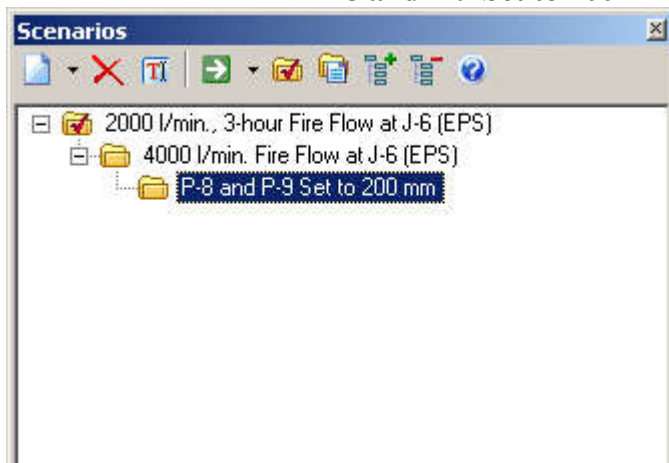 Scenarios
2000 l/min., 3-hour Fire Flow at J-6 (EPS)
4000 l/min. Fire Flow at J-6 (EPS)
P-8 and P-9 Set to 200 mm